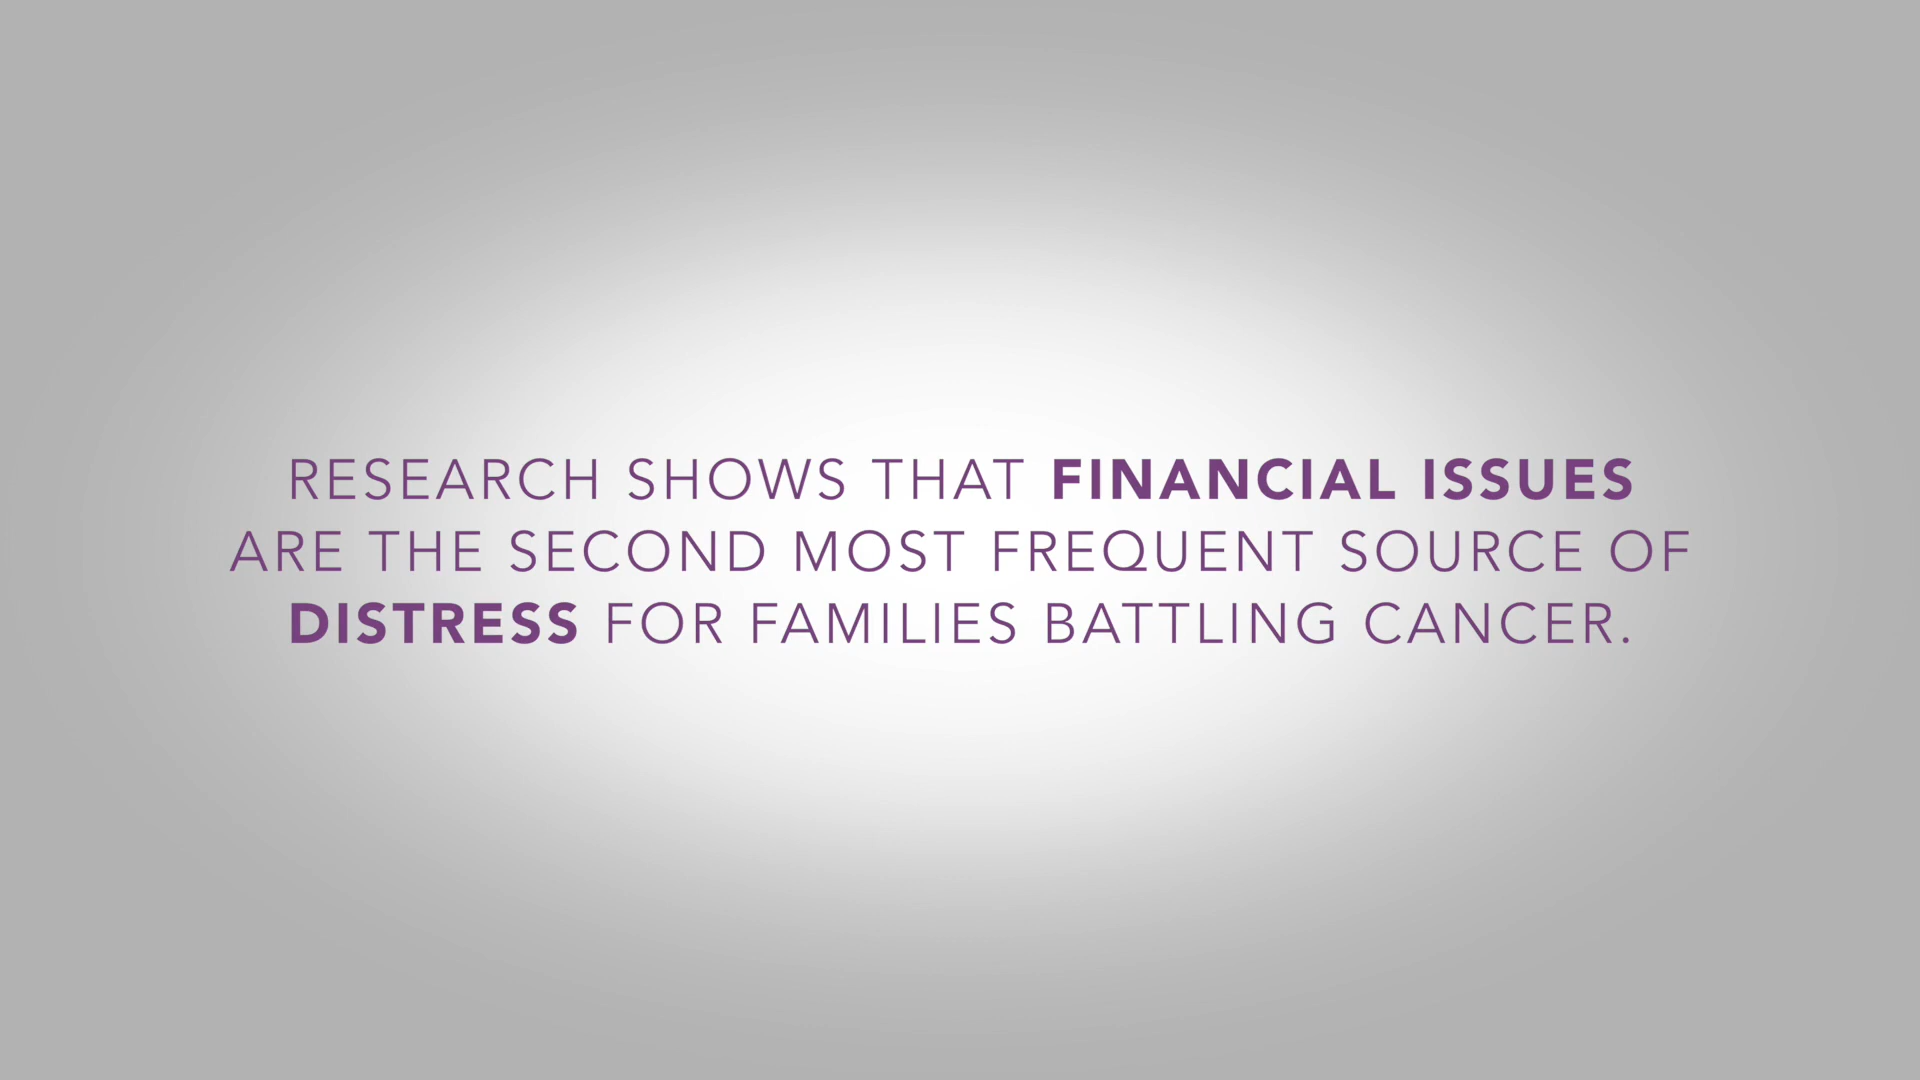 RESEARCH SHOWS THAT FINANCIAL ISSUES
ARE THE SECOND MOST FREQUENT SOURCE OF
DISTRESS FOR FAMILIES BATTLING CANCER.